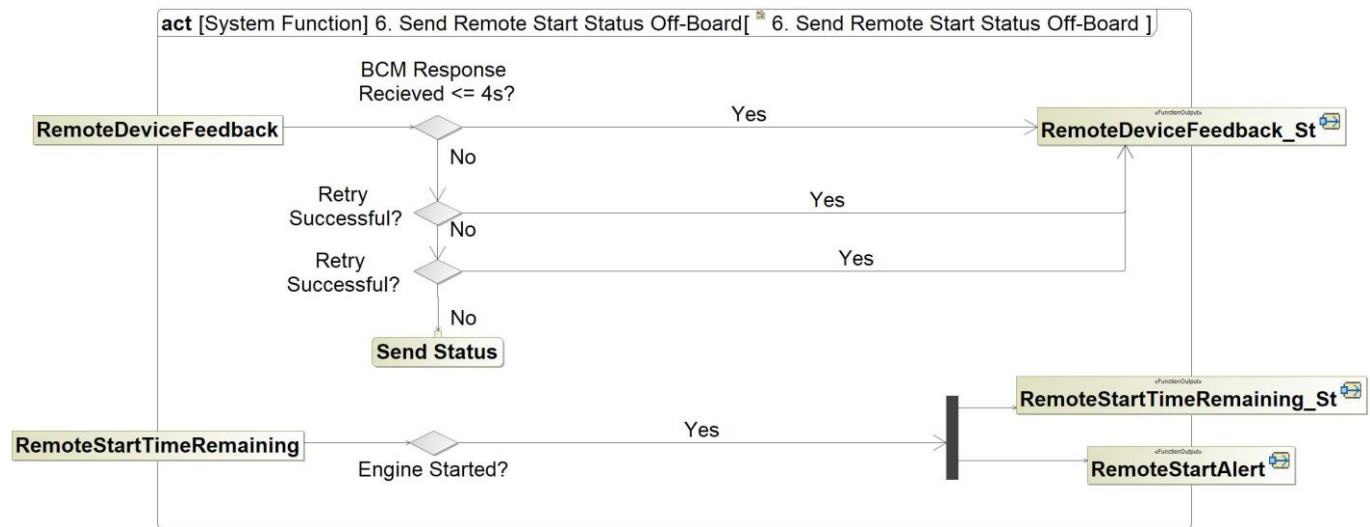 act [System Function] 6. Send Remote Start Status Off-Board[ 6. Send Remote Start Status Off-Board ]
BCM Response
Recieved <= 4s?
RemoteDeviceFeedback
Yes
«FunctionOutput»
RemoteDeviceFeedback_St
No
Retry
Successful?
Yes
No
Retry
Successful?
Yes
No
Send Status
«FunctionOutput»
RemoteStartTimeRemaining_St
RemoteStartTimeRemaining
Yes
Engine Started?
«FunctionOutput»
RemoteStartAlert